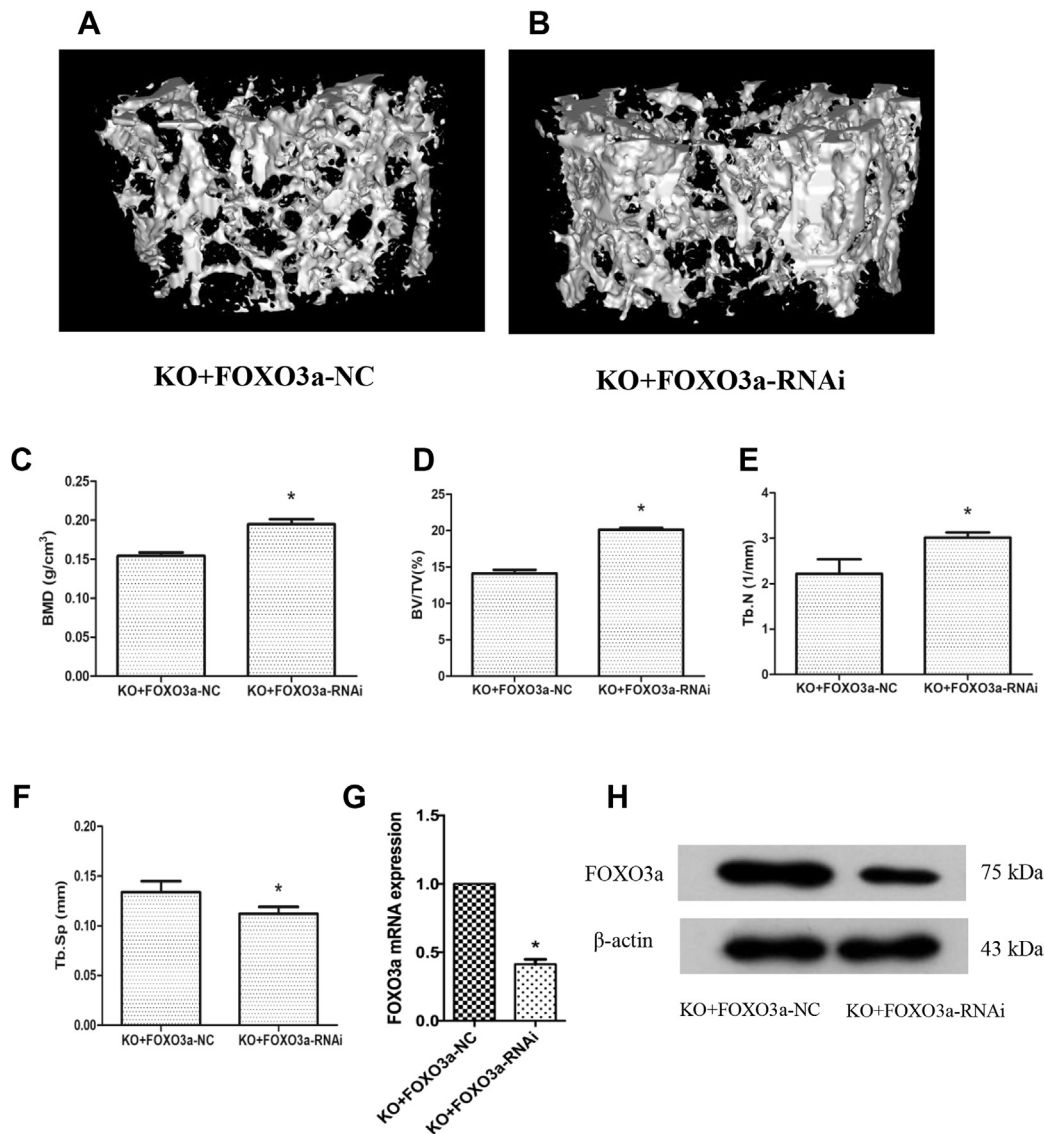 A
B
KO+FOXO3a-NC
KO+FOXO3a-RNAi
C
BMD (g/cm³)
0.25
0.20
0.15
0.10
0.05
0.00
*
KO+FOXO3a-NC
KO+FOXO3a-RNAi
D
BV/TV(%)
25
20
15
10
5
0
*
KO+FOXO3a-NC
KO+FOXO3a-RNAi
E
Tb.N (1/mm)
4
3
2
1
0
*
KO+FOXO3a-NC
KO+FOXO3a-RNAi
F
Tb.Sp (mm)
0.20
0.15
0.10
0.05
0.00
*
KO+FOXO3a-NC
KO+FOXO3a-RNAi
G
FOXO3a mRNA expression
1.5
1.0
0.5
0.0
*
KO+FOXO3a-NC
KO+FOXO3a-RNAi
H
FOXO3a
75 kDa
β-actin
43 kDa
KO+FOXO3a-NC
KO+FOXO3a-RNAi